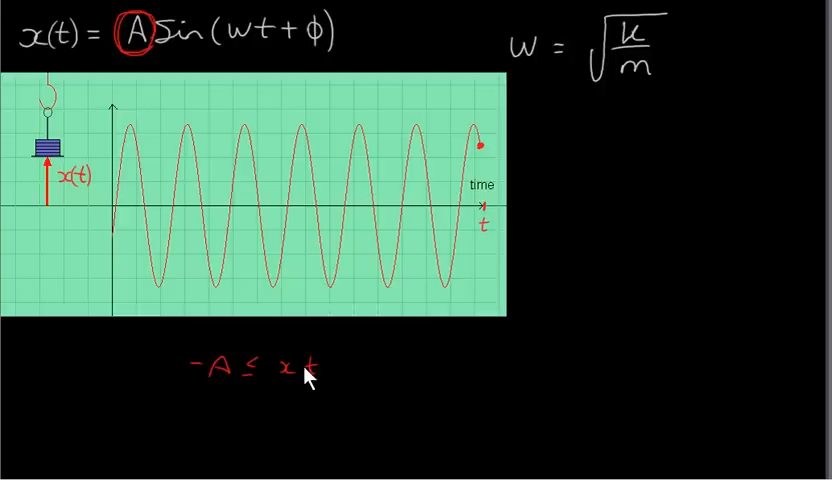 x(t) = A Sin(wt + ϕ)
w = √k/m
x(t)
time
t
-A ≤ x t